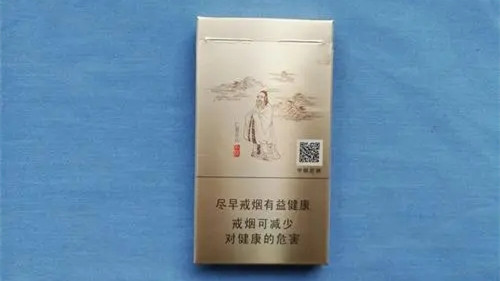 尽早戒烟有益健康
戒烟可减少
对健康的危害